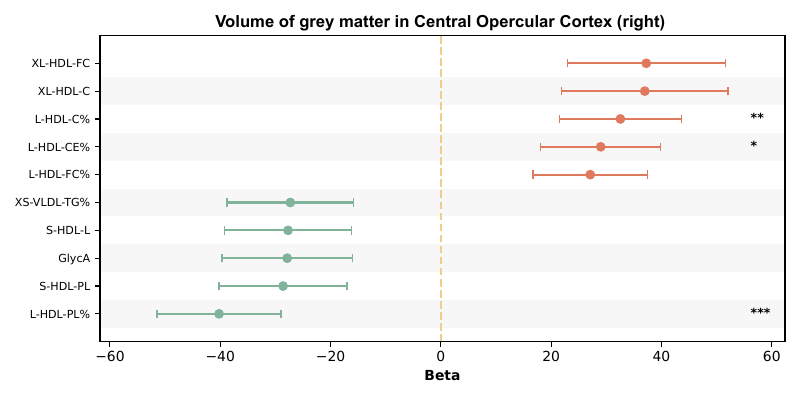 Volume of grey matter in Central Opercular Cortex (right)
XL-HDL-FC
XL-HDL-C
L-HDL-C% **
L-HDL-CE% *
L-HDL-FC%
XS-VLDL-TG%
S-HDL-L
GlycA
S-HDL-PL
L-HDL-PL% ***
−60 −40 −20 0 20 40 60
Beta